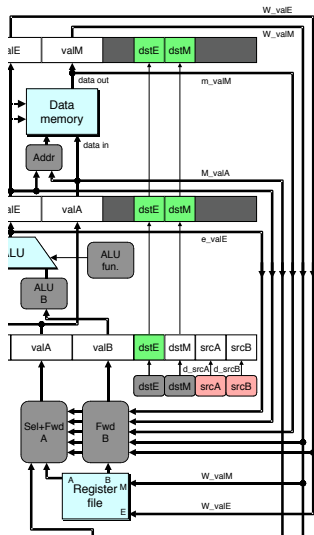 W_valE
W_valM
alE valM dstE dstM
data out
m_valM
Data
memory
data in
Addr
M_valA
alE valA dstE dstM
e_valE
LU
ALU
fun.
ALU
B
valA valB dstE dstM srcA srcB
d_srcA d_srcB
dstE dstM srcA srcB
Sel+Fwd
A
Fwd
B
W_valM
A B M
Register
file
E
W_valE